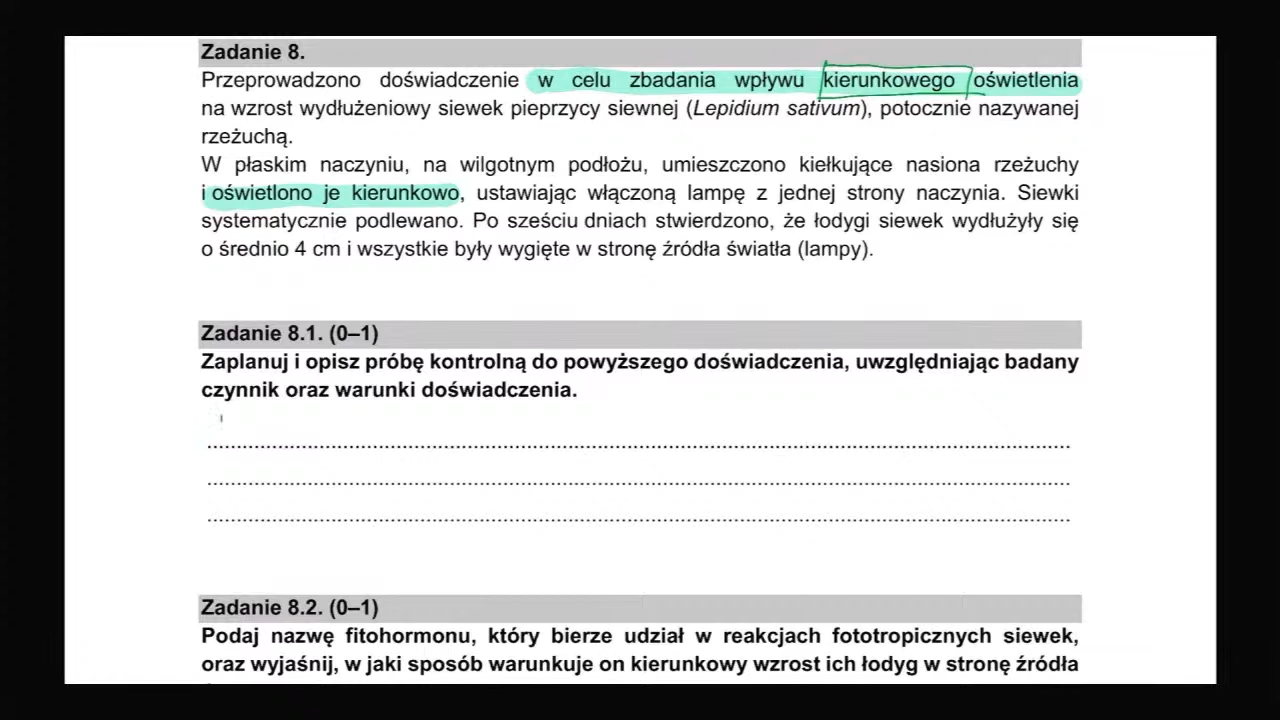 Zadanie 8.
Przeprowadzono doświadczenie w celu zbadania wpływu kierunkowego oświetlenia
na wzrost wydłużeniowy siewek pieprzycy siewnej (Lepidium sativum), potocznie nazywanej
rzeżuchą.
W płaskim naczyniu, na wilgotnym podłożu, umieszczono kiełkujące nasiona rzeżuchy
i oświetlono je kierunkowo, ustawiając włączoną lampę z jednej strony naczynia. Siewki
systematycznie podlewano. Po sześciu dniach stwierdzono, że łodygi siewek wydłużyły się
o średnio 4 cm i wszystkie były wygięte w stronę źródła światła (lampy).
Zadanie 8.1. (0–1)
Zaplanuj i opisz próbę kontrolną do powyższego doświadczenia, uwzględniając badany
czynnik oraz warunki doświadczenia.
Zadanie 8.2. (0–1)
Podaj nazwę fitohormonu, który bierze udział w reakcjach fototropicznych siewek,
oraz wyjaśnij, w jaki sposób warunkuje on kierunkowy wzrost ich łodyg w stronę źródła